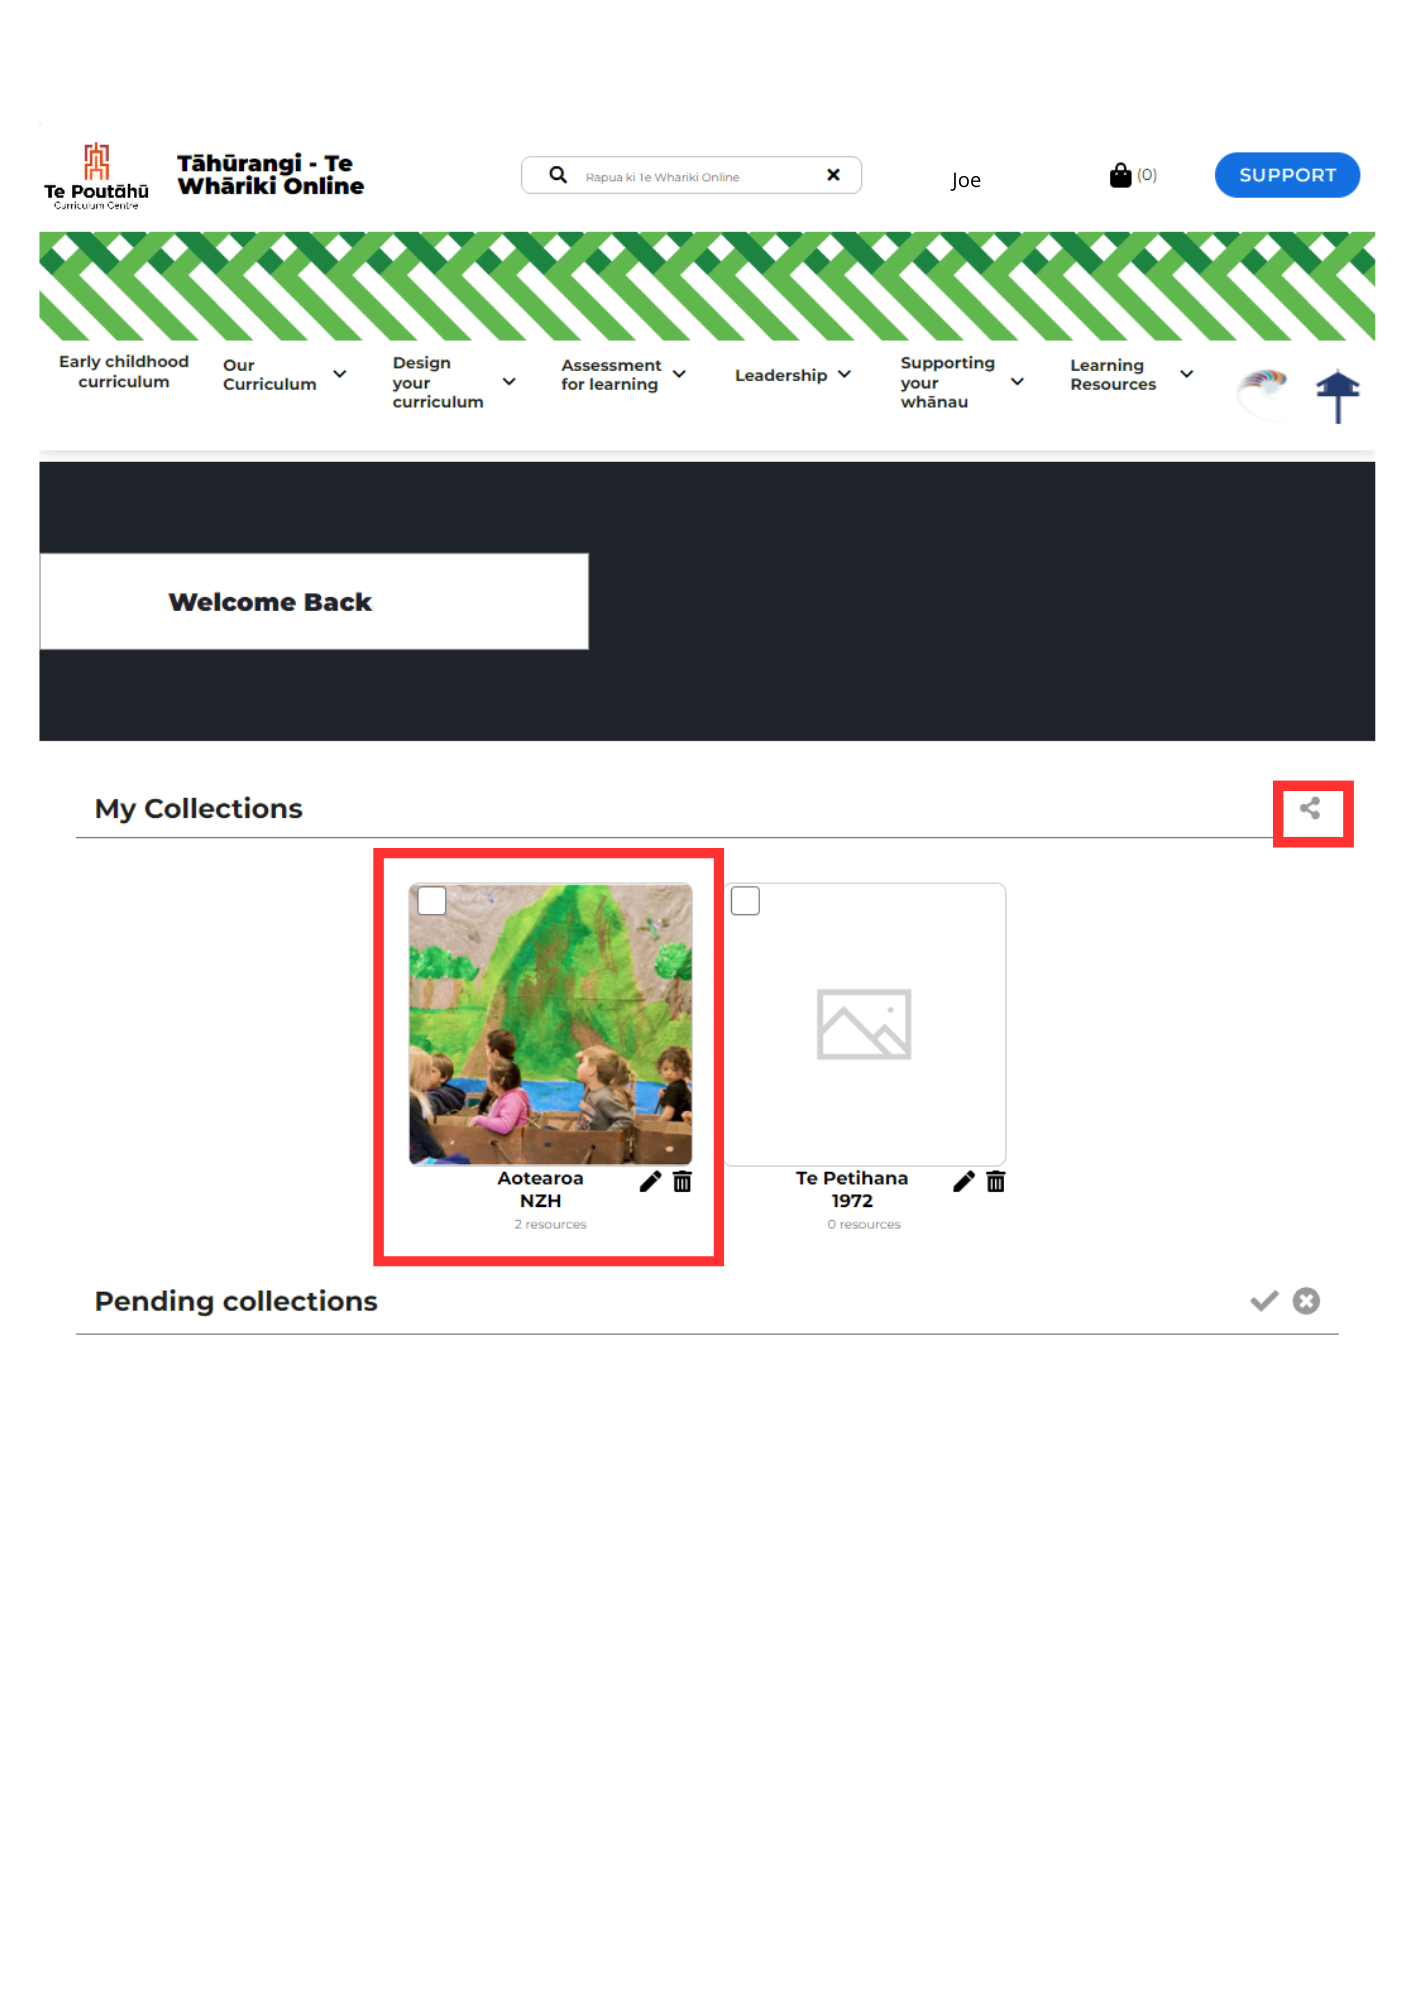 Te Poutāhū
Curriculum Centre
Tāhūrangi - Te
Whāriki Online
Rapua ki Te Whāriki Online
Joe
(0)
SUPPORT
Early childhood
curriculum
Our
Curriculum
Design
your
curriculum
Assessment
for learning
Leadership
Supporting
your
whānau
Learning
Resources
Welcome Back
My Collections
Aotearoa
NZH
2 resources
Te Petihana
1972
0 resources
Pending collections